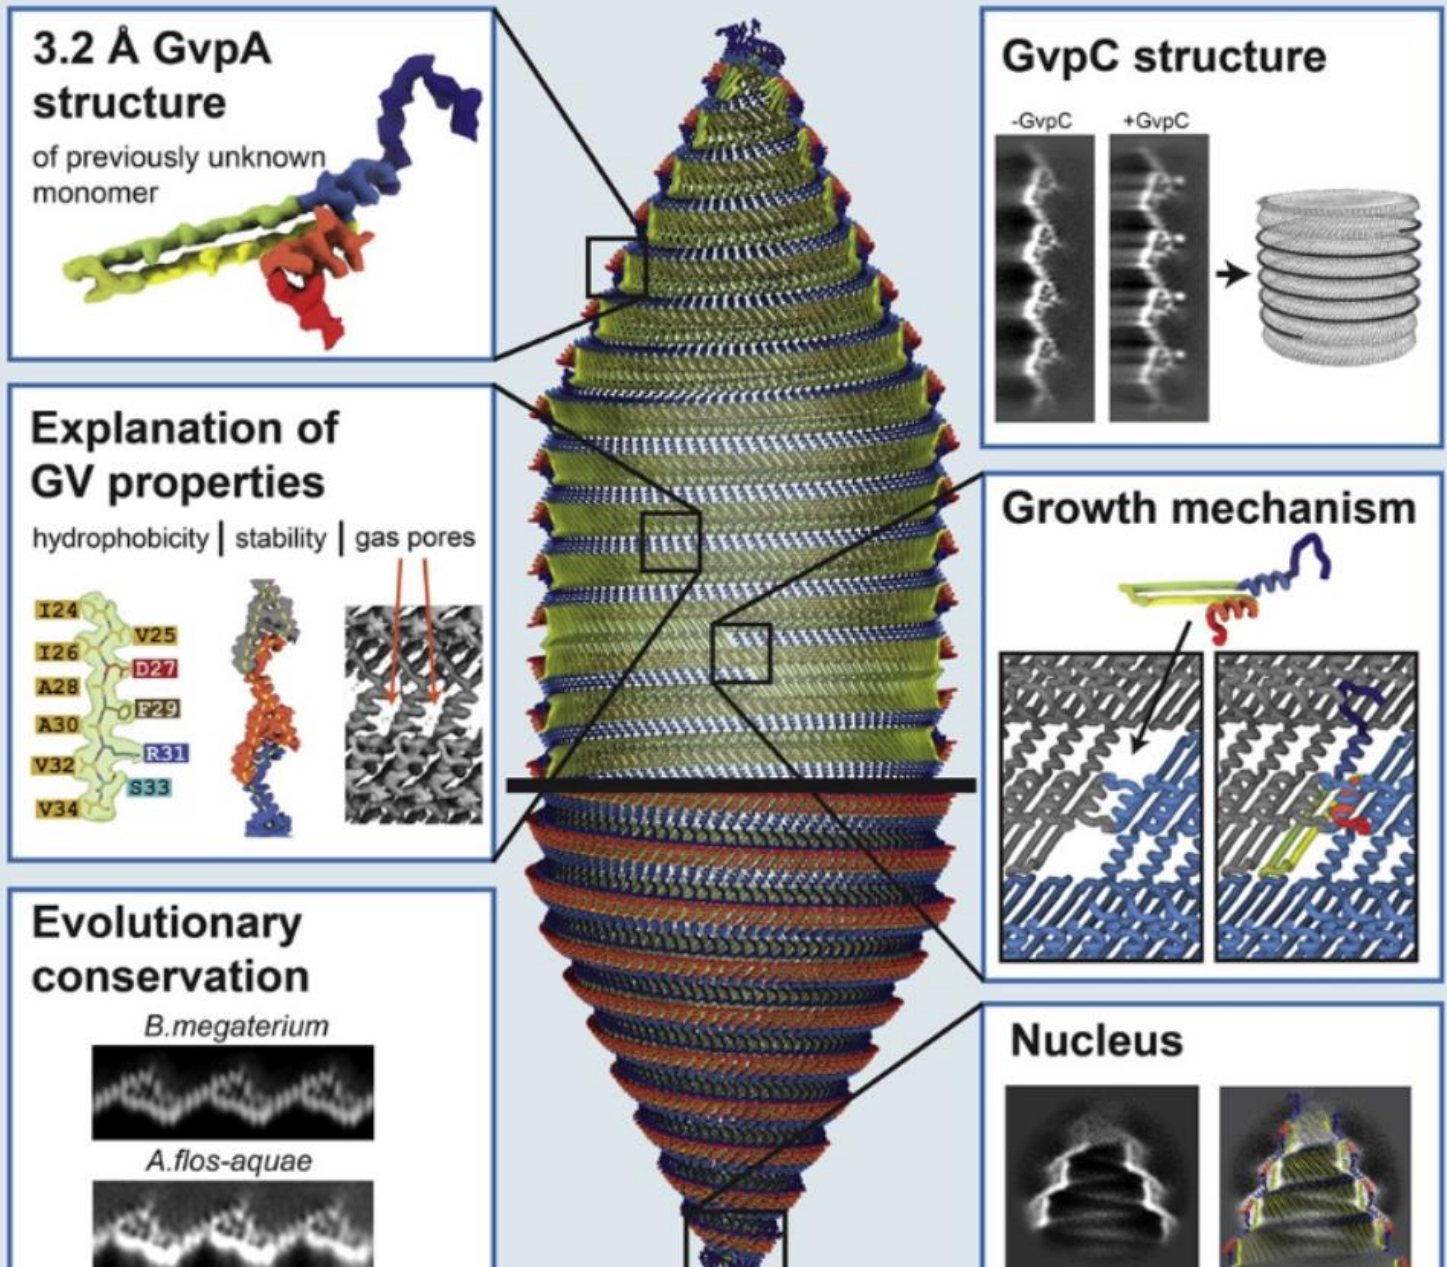 3.2 Å GvpA
structure
of previously unknown
monomer
GvpC structure
-GvpC
+GvpC
Explanation of
GV properties
hydrophobicity | stability | gas pores
I24
V25
I26
D27
A28
F29
A30
R31
V32
S33
V34
Growth mechanism
Evolutionary
conservation
B.megaterium
A.flos-aquae
Nucleus